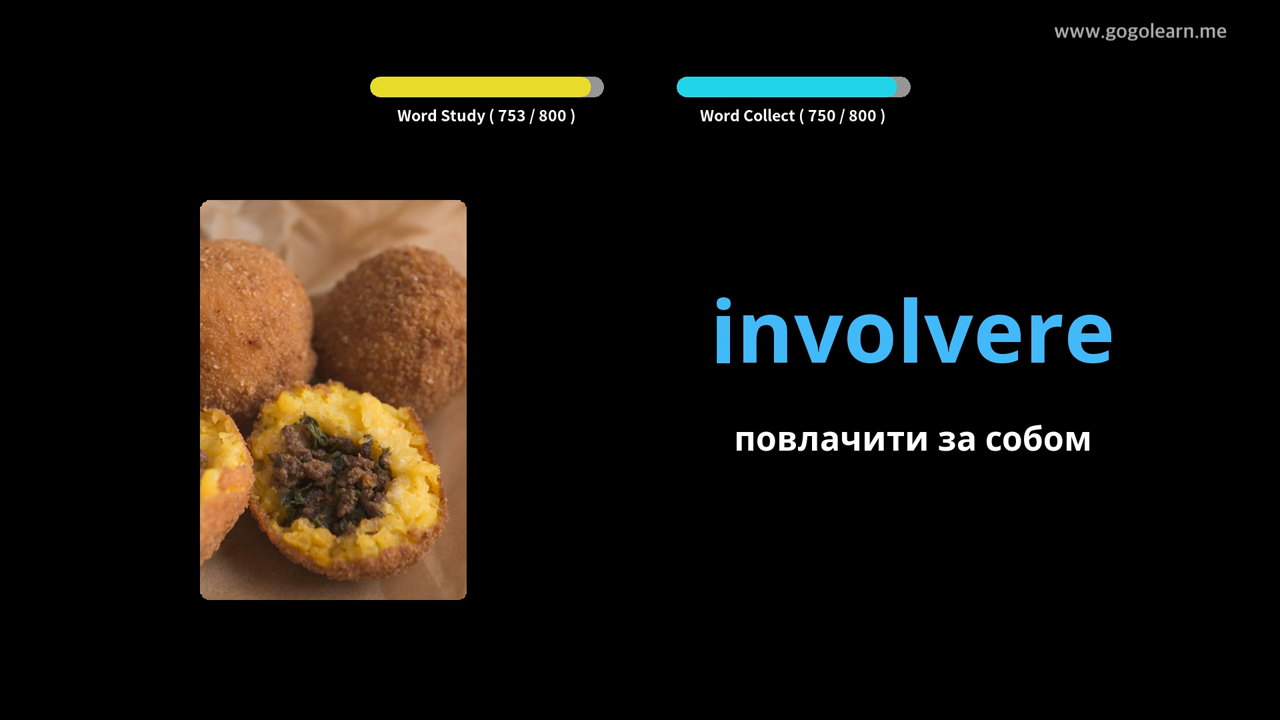 www.gogolearn.me
Word Study ( 753 / 800 )
Word Collect ( 750 / 800 )
involvere
повлачити за собом